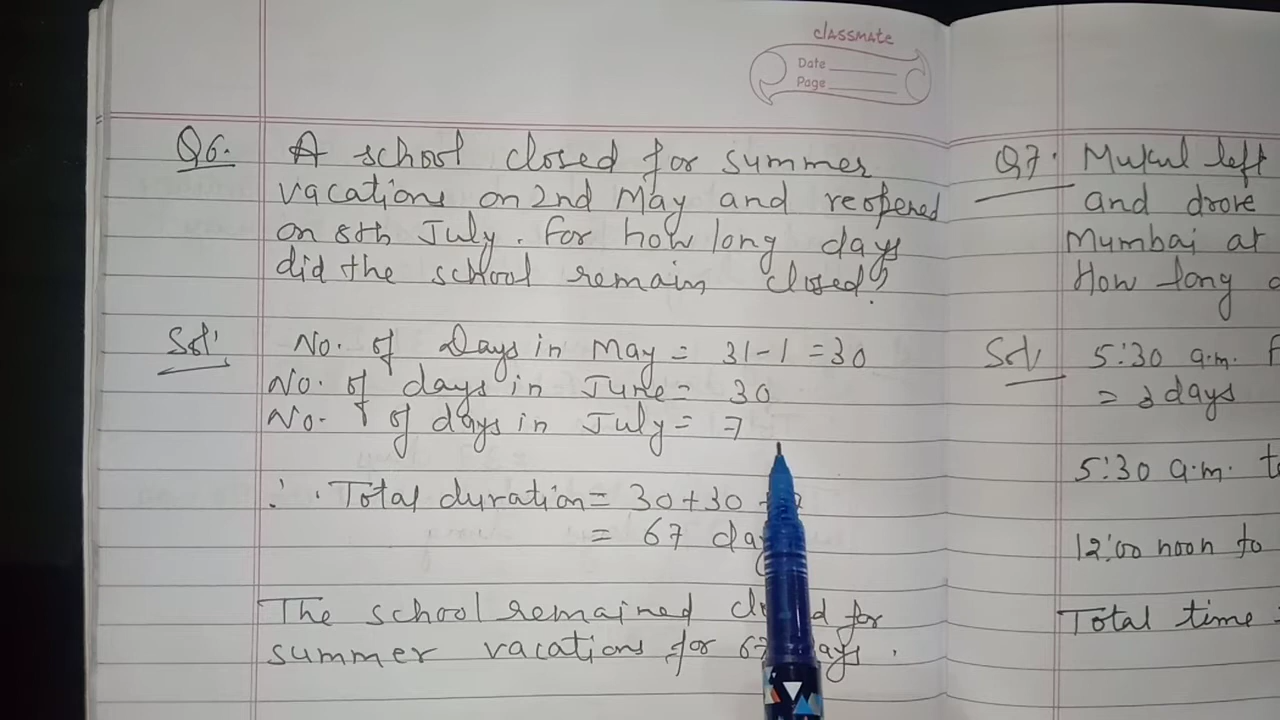 classmate
Date
Page
Q6. A school closed for summer
vacations on 2nd May and reopened
on 8th July. For how long days
did the school remain closed?
Sol.
No. of Days in May = 31-1 = 30
No. of days in June = 30
No. of days in July = 7
∴ Total duration = 30+30+
= 67
The school remained for
summer vacations for
Q7. Mukul left
and drove
Mumbai at
How long
Sol. 5:30 a.m.
= days
5:30 a.m.
12:00 noon to
Total time =